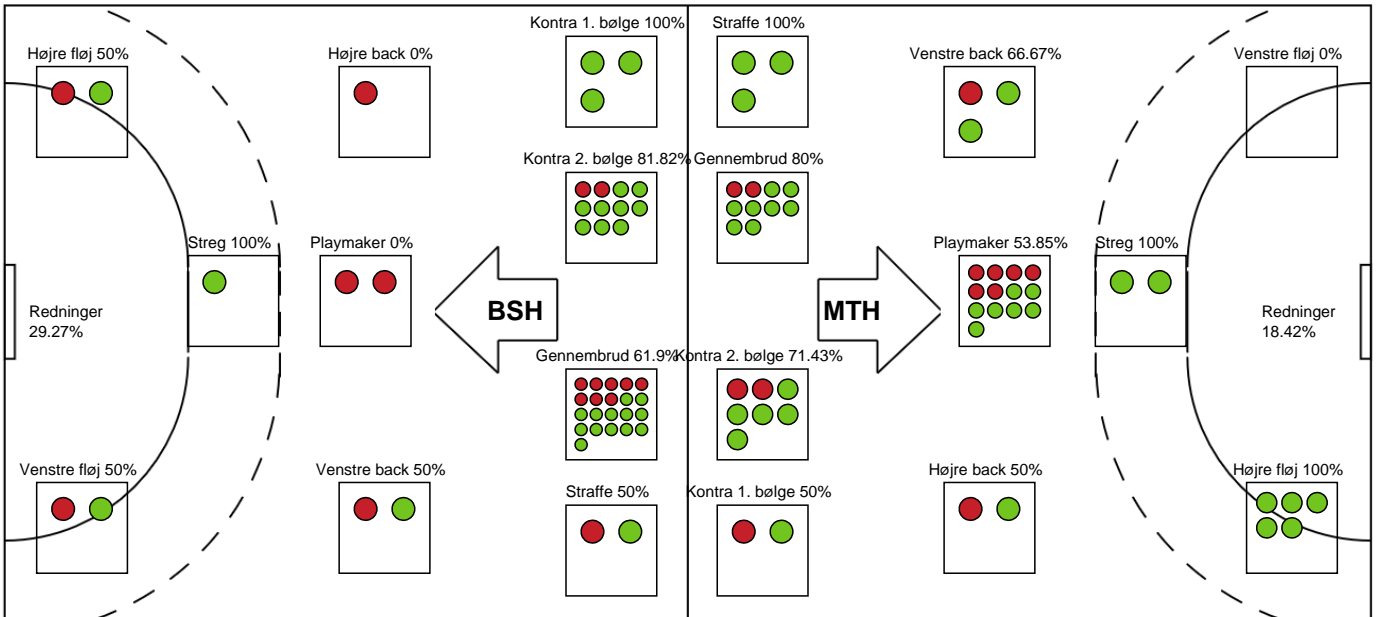 Kontra 1. bølge 100%
Straffe 100%
Højre fløj 50%
Højre back 0%
Venstre back 66.67%
Venstre fløj 0%
Kontra 2. bølge 81.82%
Gennembrud 80%
Streg 100%
Playmaker 0%
Playmaker 53.85%
Streg 100%
Redninger
29.27%
BSH
MTH
Redninger
18.42%
Gennembrud 61.9%
Kontra 2. bølge 71.43%
Venstre fløj 50%
Venstre back 50%
Højre back 50%
Højre fløj 100%
Straffe 50%
Kontra 1. bølge 50%